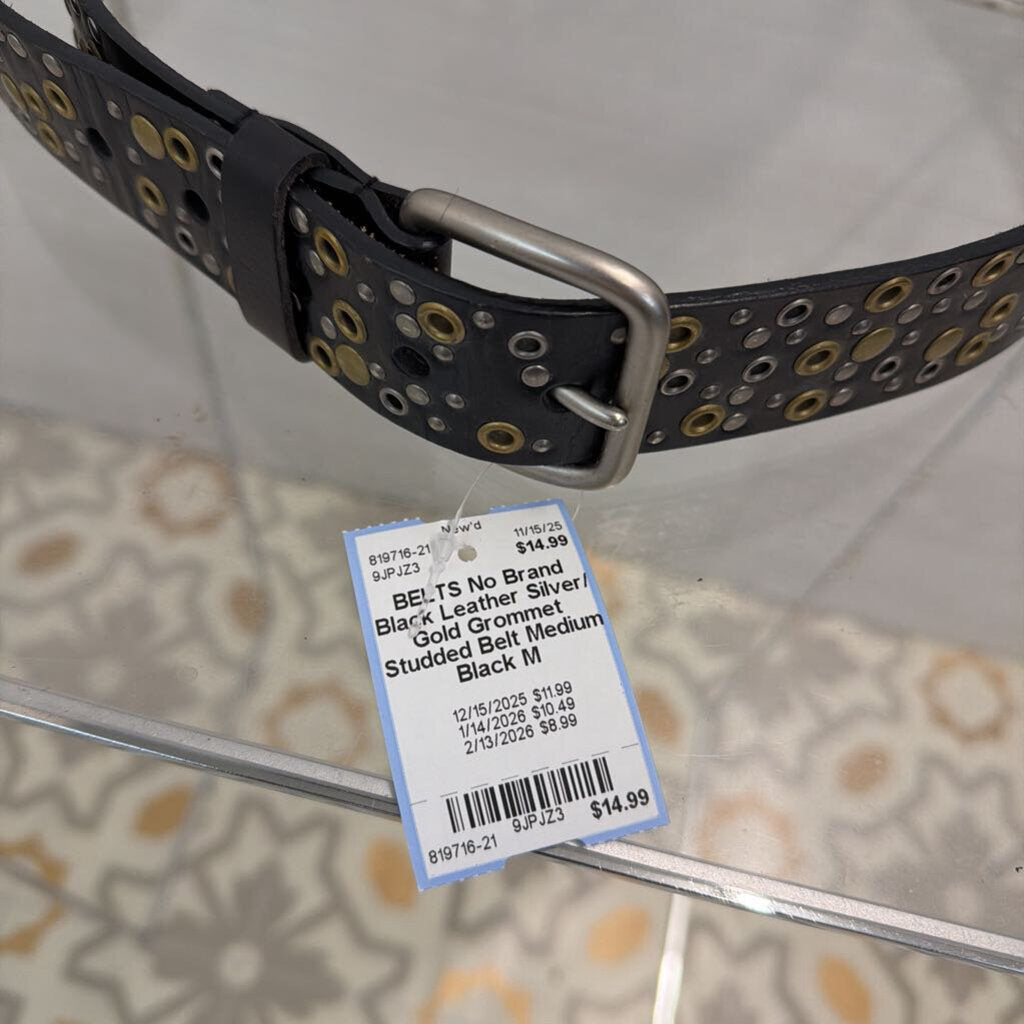 New'd
819716-21 11/15/25
9JPJZ3 $14.99
BELTS No Brand
Black Leather Silver/
Gold Grommet
Studded Belt Medium
Black M
12/15/2025 $11.99
1/14/2026 $10.49
2/13/2026 $8.99
9JPJZ3 $14.99
819716-21